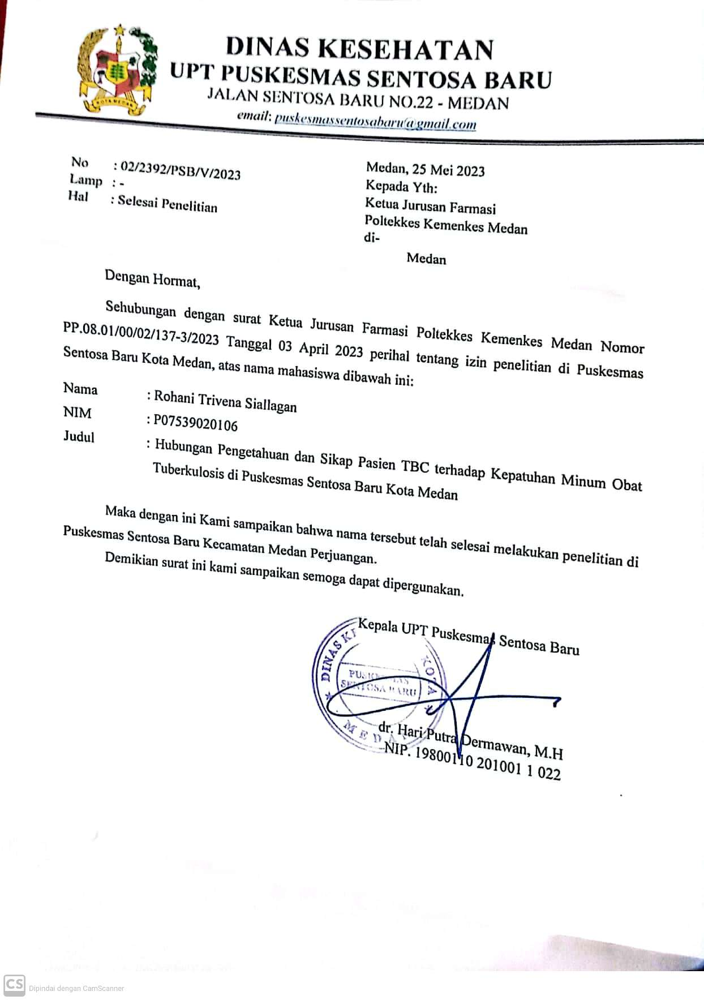 KOTA MEDAN
DINAS KESEHATAN
UPT PUSKESMAS SENTOSA BARU
JALAN SENTOSA BARU NO.22 - MEDAN
email: puskesmassentosabaru@gmail.com
No : 02/2392/PSB/V/2023
Lamp : -
Hal : Selesai Penelitian
Medan, 25 Mei 2023
Kepada Yth:
Ketua Jurusan Farmasi
Poltekkes Kemenkes Medan
di-
Medan
Dengan Hormat,
Sehubungan dengan surat Ketua Jurusan Farmasi Poltekkes Kemenkes Medan Nomor
PP.08.01/00/02/137-3/2023 Tanggal 03 April 2023 perihal tentang izin penelitian di Puskesmas
Sentosa Baru Kota Medan, atas nama mahasiswa dibawah ini:
Nama : Rohani Trivena Siallagan
NIM : P07539020106
Judul : Hubungan Pengetahuan dan Sikap Pasien TBC terhadap Kepatuhan Minum Obat
Tuberkulosis di Puskesmas Sentosa Baru Kota Medan
Maka dengan ini Kami sampaikan bahwa nama tersebut telah selesai melakukan penelitian di
Puskesmas Sentosa Baru Kecamatan Medan Perjuangan.
Demikian surat ini kami sampaikan semoga dapat dipergunakan.
Kepala UPT Puskesmas Sentosa Baru
DINAS KE
KOTA
PUSKESMAS
SENTOSA BARU
MEDA
dr. Hari Putra Dermawan, M.H
NIP. 19800110 201001 1 022
CS Dipindai dengan CamScanner